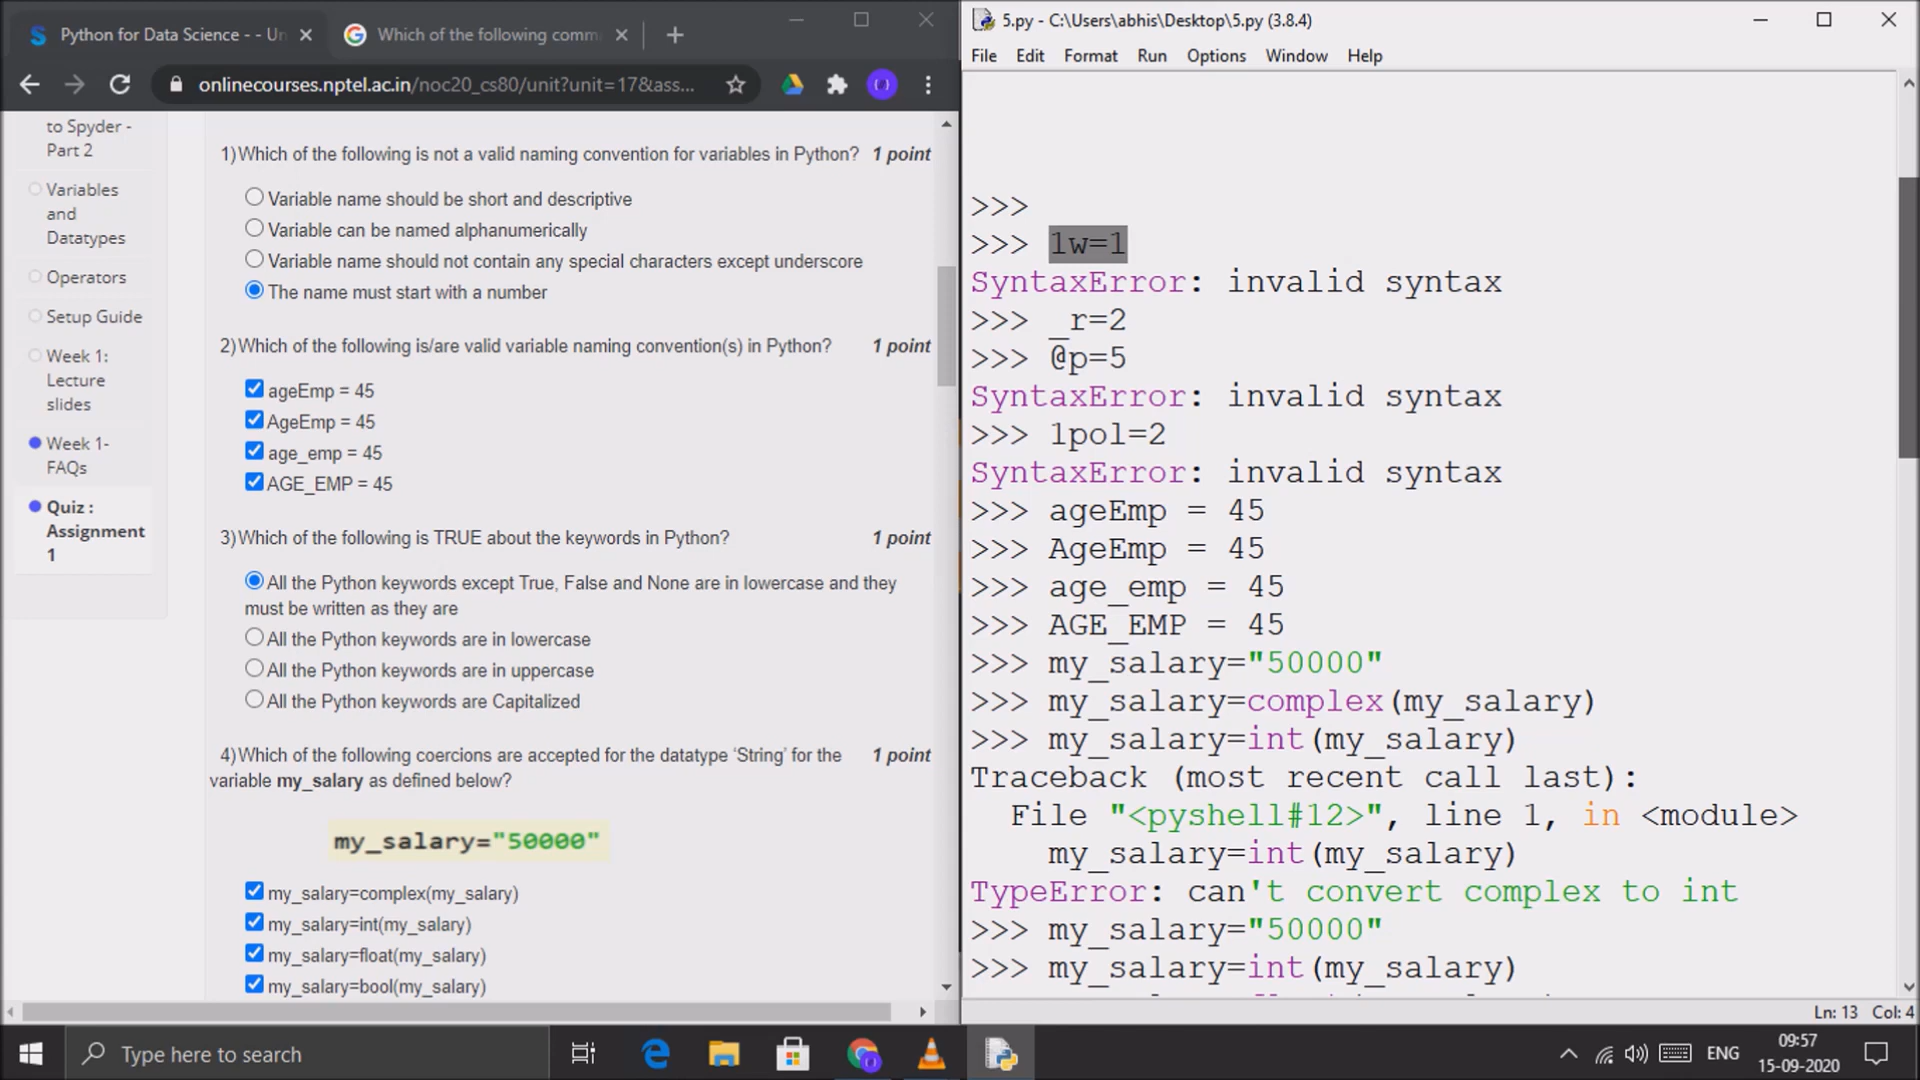 Python for Data Science - - Un
Which of the following comm
onlinecourses.nptel.ac.in/noc20_cs80/unit?unit=17&ass...
to Spyder -
Part 2
Variables
and
Datatypes
Operators
Setup Guide
Week 1:
Lecture
slides
Week 1-
FAQs
Quiz :
Assignment
1
1)Which of the following is not a valid naming convention for variables in Python? 1 point
Variable name should be short and descriptive
Variable can be named alphanumerically
Variable name should not contain any special characters except underscore
The name must start with a number
2)Which of the following is/are valid variable naming convention(s) in Python? 1 point
ageEmp = 45
AgeEmp = 45
age_emp = 45
AGE_EMP = 45
3)Which of the following is TRUE about the keywords in Python? 1 point
All the Python keywords except True, False and None are in lowercase and they
must be written as they are
All the Python keywords are in lowercase
All the Python keywords are in uppercase
All the Python keywords are Capitalized
4)Which of the following coercions are accepted for the datatype ‘String’ for the 1 point
variable my_salary as defined below?
my_salary="50000"
my_salary=complex(my_salary)
my_salary=int(my_salary)
my_salary=float(my_salary)
my_salary=bool(my_salary)
5.py - C:\Users\abhis\Desktop\5.py (3.8.4)
File Edit Format Run Options Window Help
>>>
>>> 1w=1
SyntaxError: invalid syntax
>>> _r=2
>>> @p=5
SyntaxError: invalid syntax
>>> 1pol=2
SyntaxError: invalid syntax
>>> ageEmp = 45
>>> AgeEmp = 45
>>> age_emp = 45
>>> AGE_EMP = 45
>>> my_salary="50000"
>>> my_salary=complex(my_salary)
>>> my_salary=int(my_salary)
Traceback (most recent call last):
File "<pyshell#12>", line 1, in <module>
my_salary=int(my_salary)
TypeError: can't convert complex to int
>>> my_salary="50000"
>>> my_salary=int(my_salary)
Ln: 13 Col: 4
Type here to search
ENG
09:57
15-09-2020